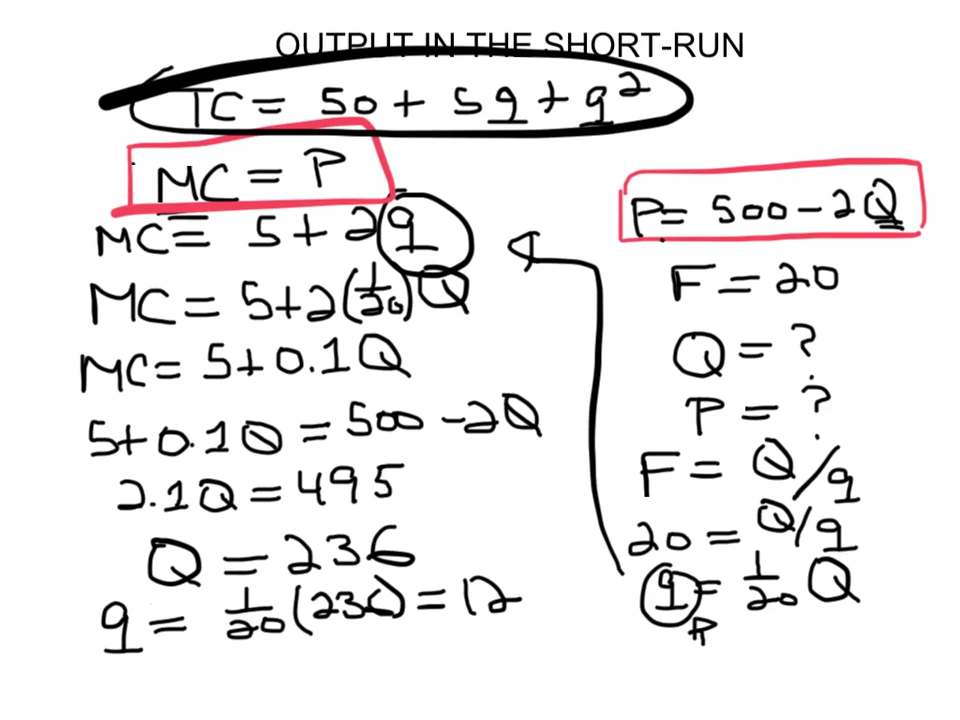 OUTPUT IN THE SHORT-RUN
TC = 50 + 5q + q²
MC = P
MC = 5 + 2q
MC = 5+2(1/20)Q
MC = 5+0.1Q
5+0.1Q = 500 - 2Q
2.1Q = 495
Q = 236
q = 1/20 (236) = 12
P = 500 - 2Q
F = 20
Q = ?
P = ?
F = Q/q
20 = Q/q
q = 1/20 Q
R